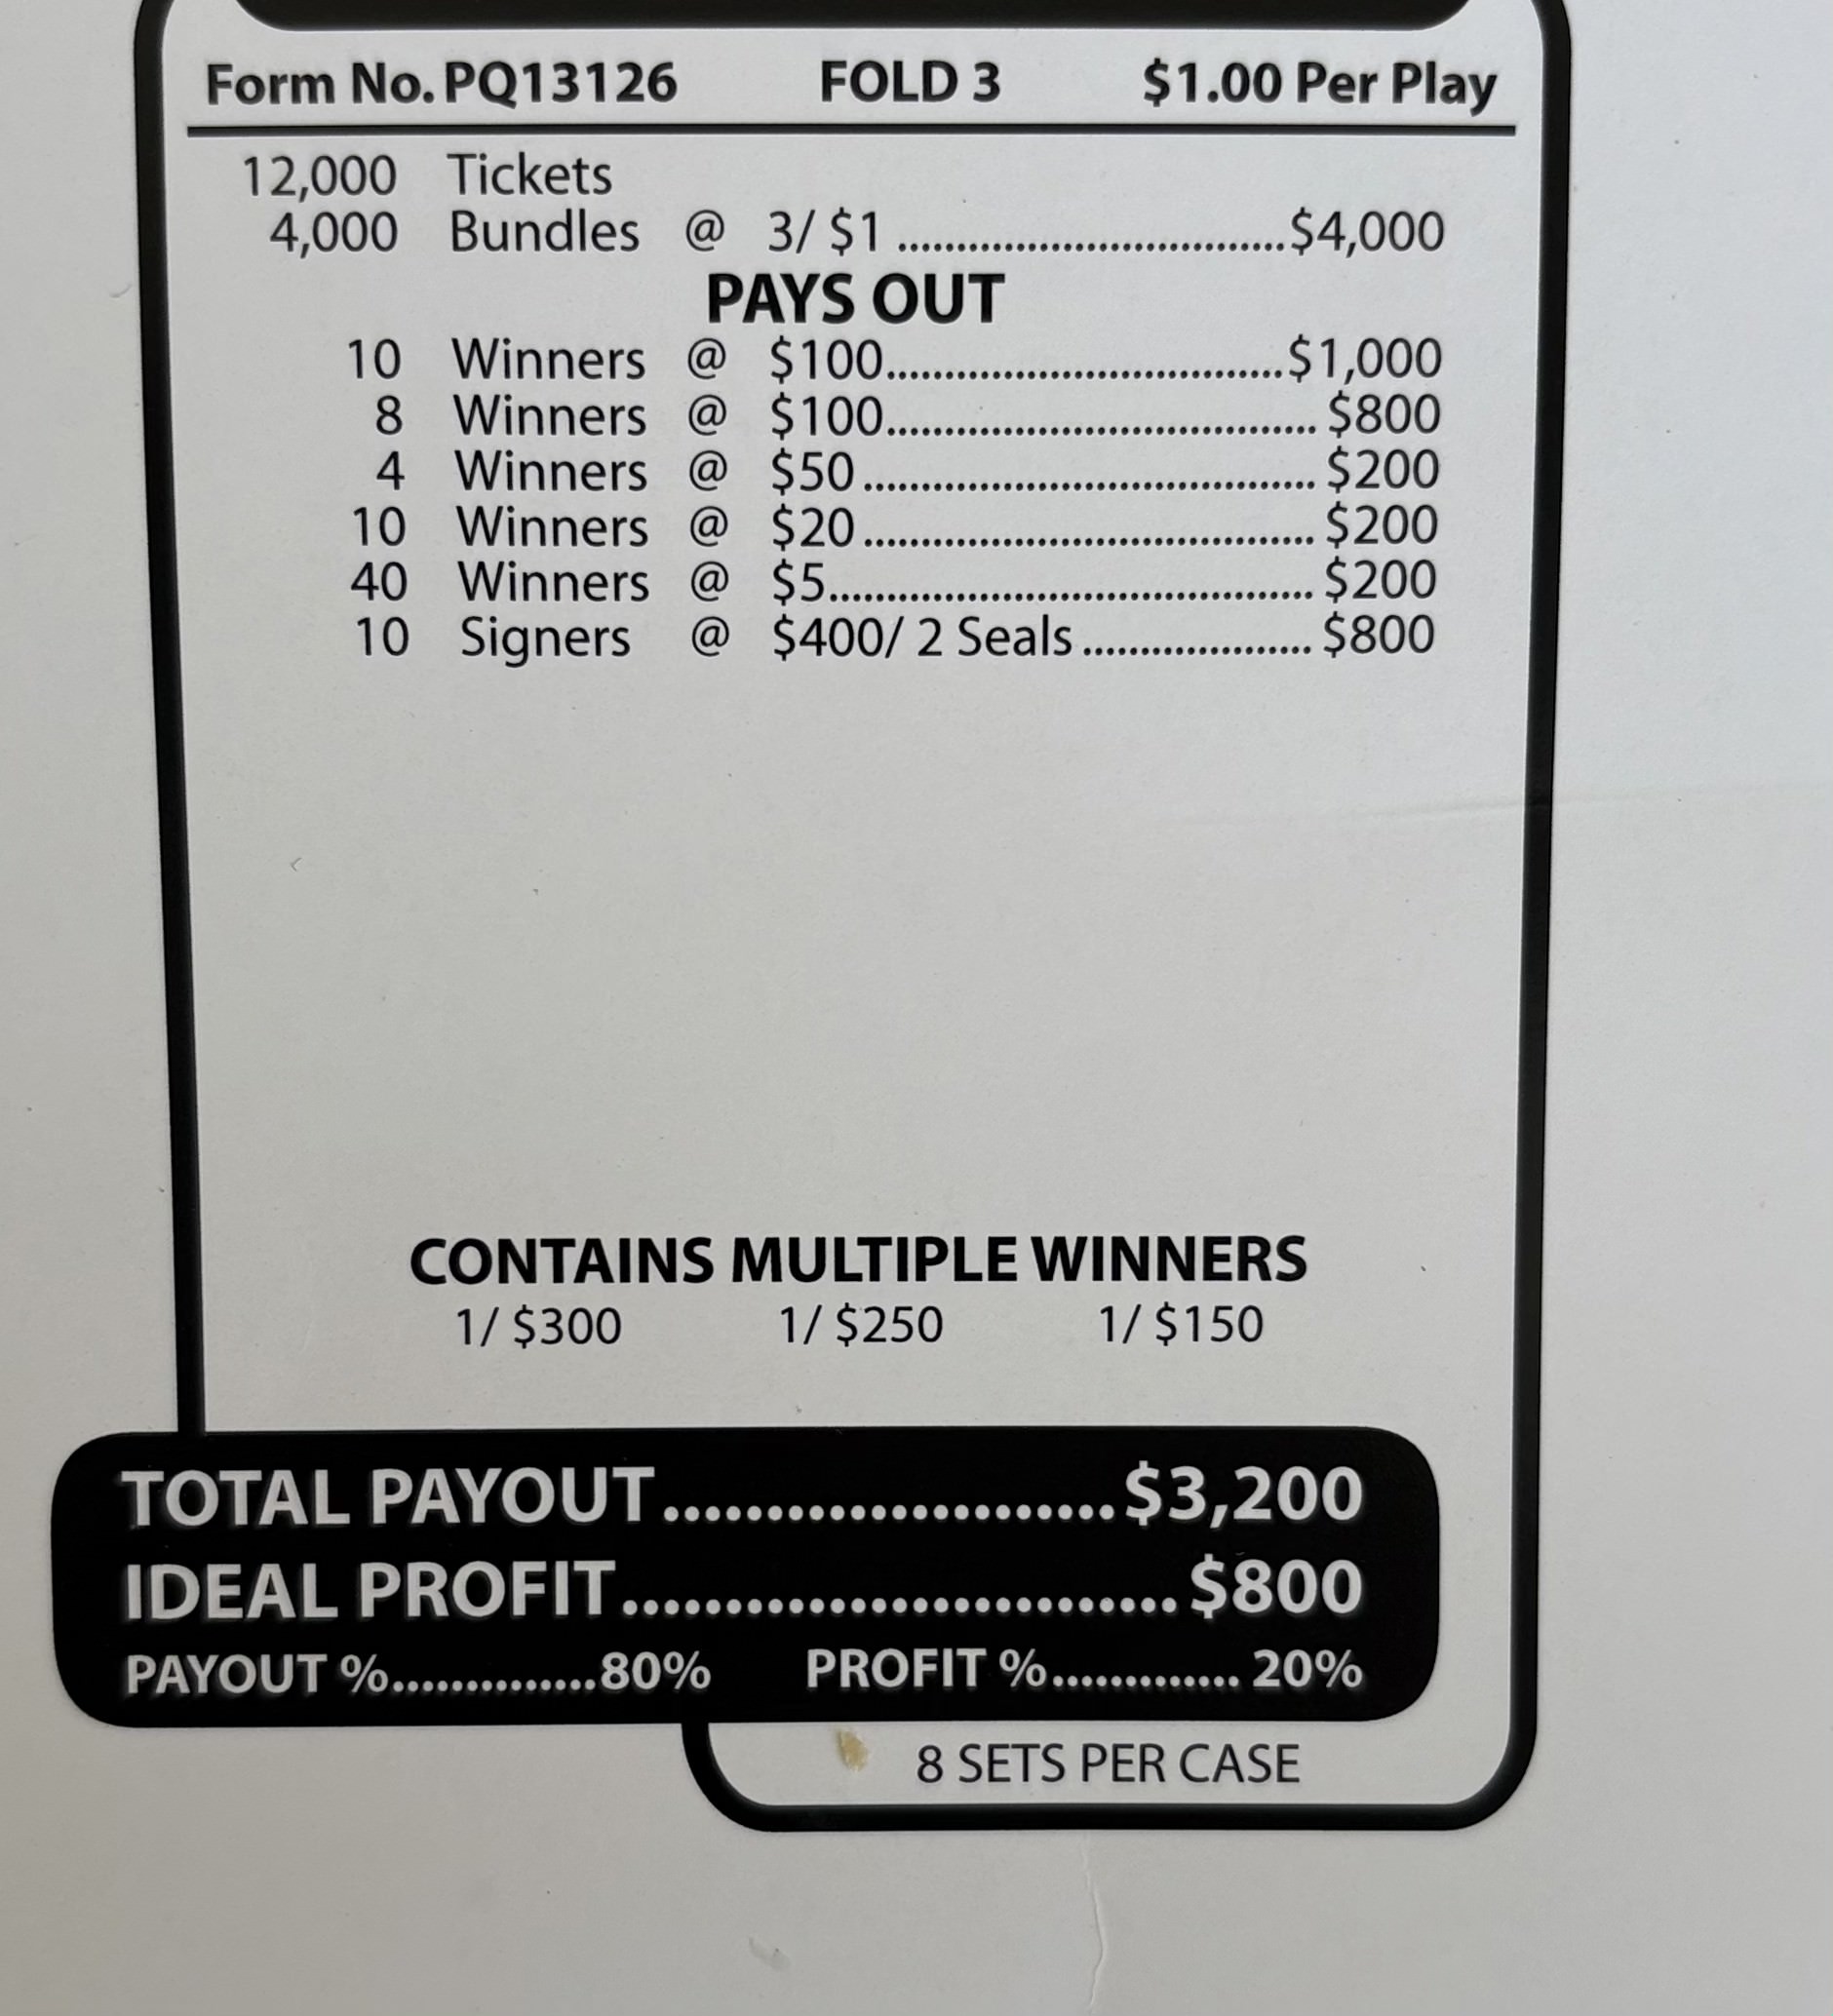 Form No. PQ13126 FOLD 3 $1.00 Per Play
12,000 Tickets
4,000 Bundles @ 3/ $1 ................................. $4,000
PAYS OUT
10 Winners @ $100.................................. $1,000
8 Winners @ $100..................................... $800
4 Winners @ $50....................................... $200
10 Winners @ $20....................................... $200
40 Winners @ $5.......................................... $200
10 Signers @ $400/ 2 Seals .................... $800
CONTAINS MULTIPLE WINNERS
1/ $300 1/ $250 1/ $150
TOTAL PAYOUT...................... $3,200
IDEAL PROFIT........................... $800
PAYOUT %..............80% PROFIT %............. 20%
8 SETS PER CASE